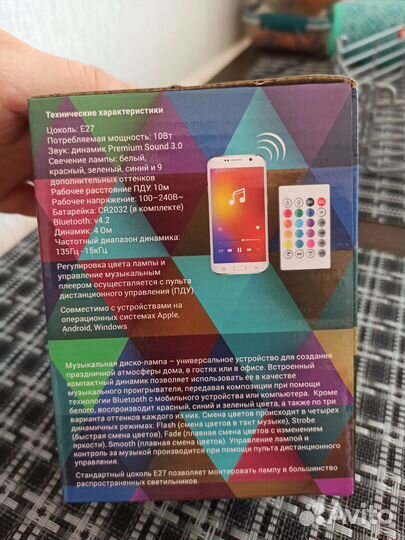 Технические характеристики
Цоколь: E27
Потребляемая мощность: 10Вт
Звук: динамик Premium Sound 3.0
Свечение лампы: белый,
красный, зеленый, синий и 9
дополнительных оттенков
Рабочее расстояние ПДУ: 10м
Рабочее напряжение: 100–240В~
Батарейка: CR2032 (в комплекте)
Bluetooth: v4.2
Динамик: 4 Ом
Частотный диапазон динамика:
135Гц -15кГц
Регулировка цвета лампы и
управление музыкальным
плеером осуществляется с пульта
дистанционного управления (ПДУ)
Совместимо с устройствами на
операционных системах Apple,
Android, Windows
Музыкальная диско-лампа – универсальное устройство для создания
праздничной атмосферы дома, в гостях или в офисе. Встроенный
компактный динамик позволяет использовать ее в качестве
музыкального проигрывателя, передавая композиции при помощи
технологии Bluetooth с мобильного устройства или компьютера. Кроме
белого, воспроизводит красный, синий и зеленый цвета, а также по три
варианта оттенков каждого из них. Смена цветов происходит в четырех
динамичных режимах: Flash (смена цветов в такт музыке), Strobe
(быстрая смена цветов), Fade (плавная смена цветов с изменением
яркости), Smooth (плавная смена цветов). Управление лампой и
контроль за музыкой производится при помощи пульта дистанционного
управления.
Стандартный цоколь E27 позволяет монтировать лампу в большинство
распространенных светильников.
Avito